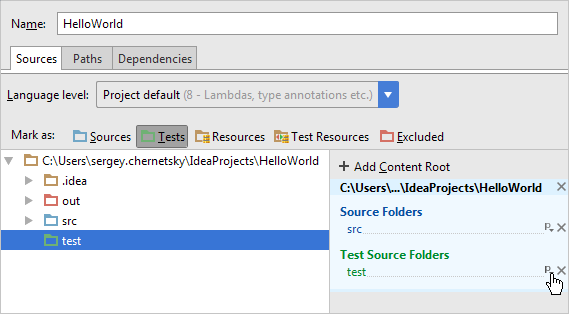 Name: HelloWorld
Sources Paths Dependencies
Language level: Project default (8 - Lambdas, type annotations etc.)
Mark as: Sources Tests Resources Test Resources Excluded
C:\Users\sergey.chernetsky\IdeaProjects\HelloWorld
.idea
out
src
test
+ Add Content Root
C:\Users\...\IdeaProjects\HelloWorld
Source Folders
src P
Test Source Folders
test P